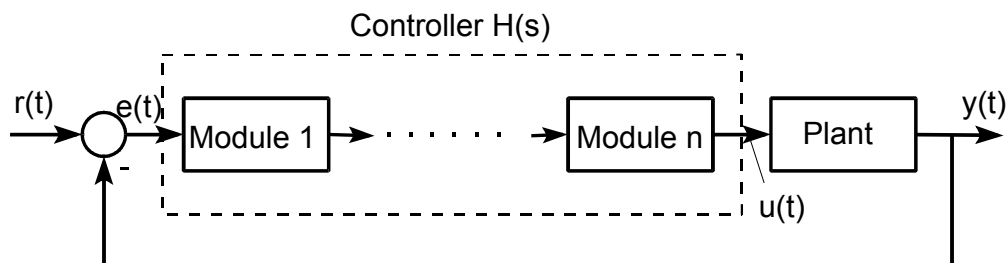 Controller H(s)
r(t)
e(t)
Module 1
. . . . . .
Module n
Plant
y(t)
-
u(t)